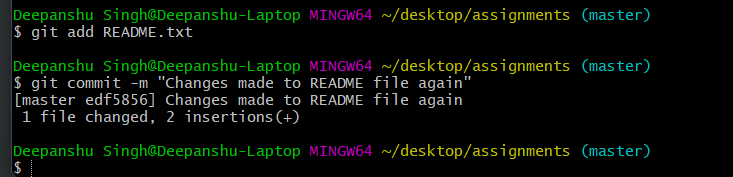 Deepanshu Singh@Deepanshu-Laptop MINGW64 ~/desktop/assignments (master)
$ git add README.txt
Deepanshu Singh@Deepanshu-Laptop MINGW64 ~/desktop/assignments (master)
$ git commit -m "Changes made to README file again"
[master edf5856] Changes made to README file again
 1 file changed, 2 insertions(+)
Deepanshu Singh@Deepanshu-Laptop MINGW64 ~/desktop/assignments (master)
$